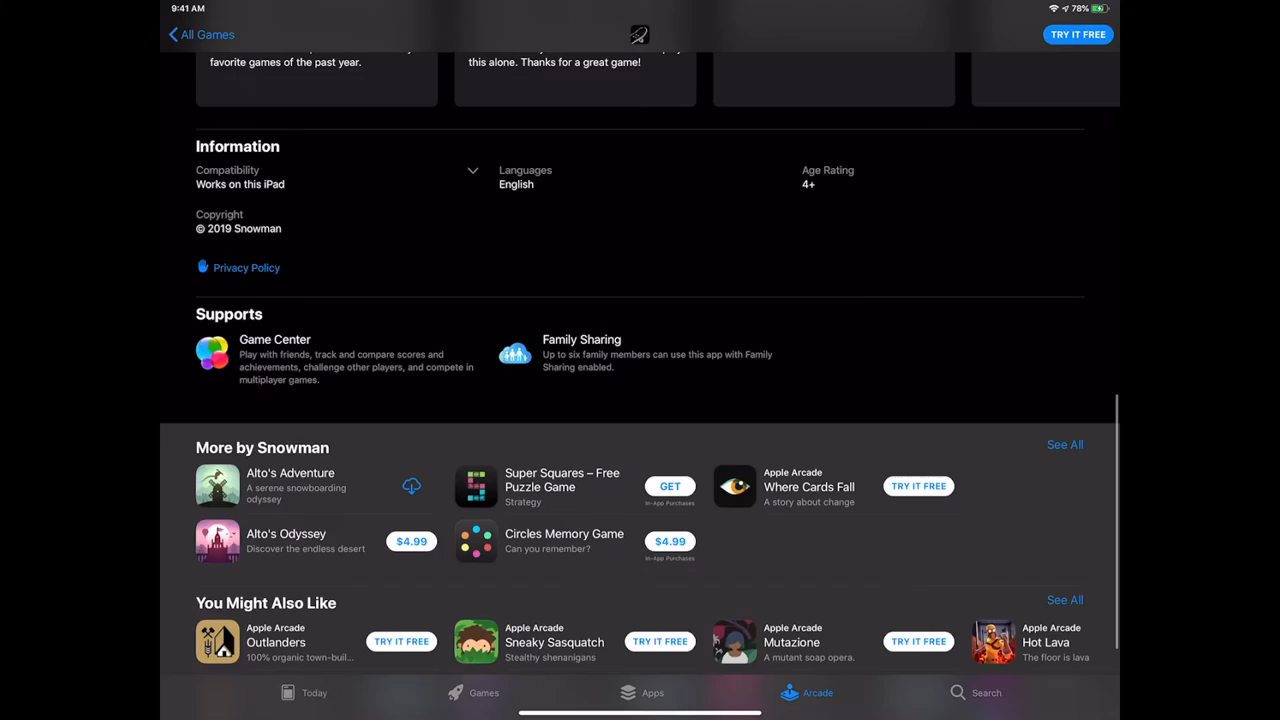 9:41 AM
78%
All Games
TRY IT FREE
favorite games of the past year.
this alone. Thanks for a great game!
Information
Compatibility
Works on this iPad
Languages
English
Age Rating
4+
Copyright
© 2019 Snowman
Privacy Policy
Supports
Game Center
Play with friends, track and compare scores and
achievements, challenge other players, and compete in
multiplayer games.
Family Sharing
Up to six family members can use this app with Family
Sharing enabled.
More by Snowman
See All
Alto's Adventure
A serene snowboarding
odyssey
Super Squares – Free
Puzzle Game
Strategy
GET
In-App Purchases
Apple Arcade
Where Cards Fall
A story about change
TRY IT FREE
Alto's Odyssey
Discover the endless desert
$4.99
Circles Memory Game
Can you remember?
$4.99
In-App Purchases
You Might Also Like
See All
Apple Arcade
Outlanders
100% organic town-buil...
TRY IT FREE
Apple Arcade
Sneaky Sasquatch
Stealthy shenanigans
TRY IT FREE
Apple Arcade
Mutazione
A mutant soap opera.
TRY IT FREE
Apple Arcade
Hot Lava
The floor is lava
Today
Games
Apps
Arcade
Search